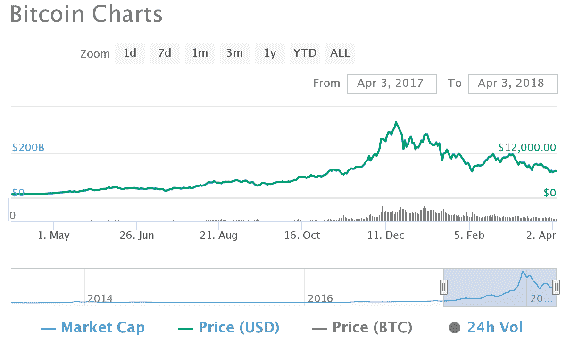 Bitcoin Charts
Zoom 1d 7d 1m 3m 1y YTD ALL
From Apr 3, 2017 To Apr 3, 2018
$200B $12,000.00
$0 $0
0
1. May 26. Jun 21. Aug 16. Oct 11. Dec 5. Feb 2. Apr
2014 2016 20...
Market Cap Price (USD) Price (BTC) 24h Vol